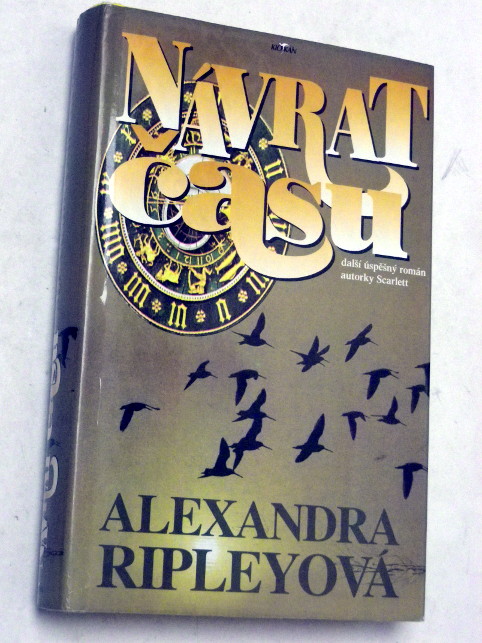 NÁVRAT
času
další úspěšný román
autorky Scarlett
ALEXANDRA
RIPLEYOVÁ